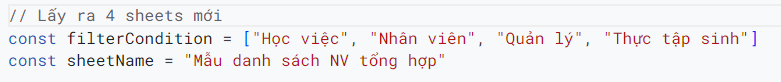 // Lấy ra 4 sheets mới
const filterCondition = ["Học việc", "Nhân viên", "Quản lý", "Thực tập sinh"]
const sheetName = "Mẫu danh sách NV tổng hợp"